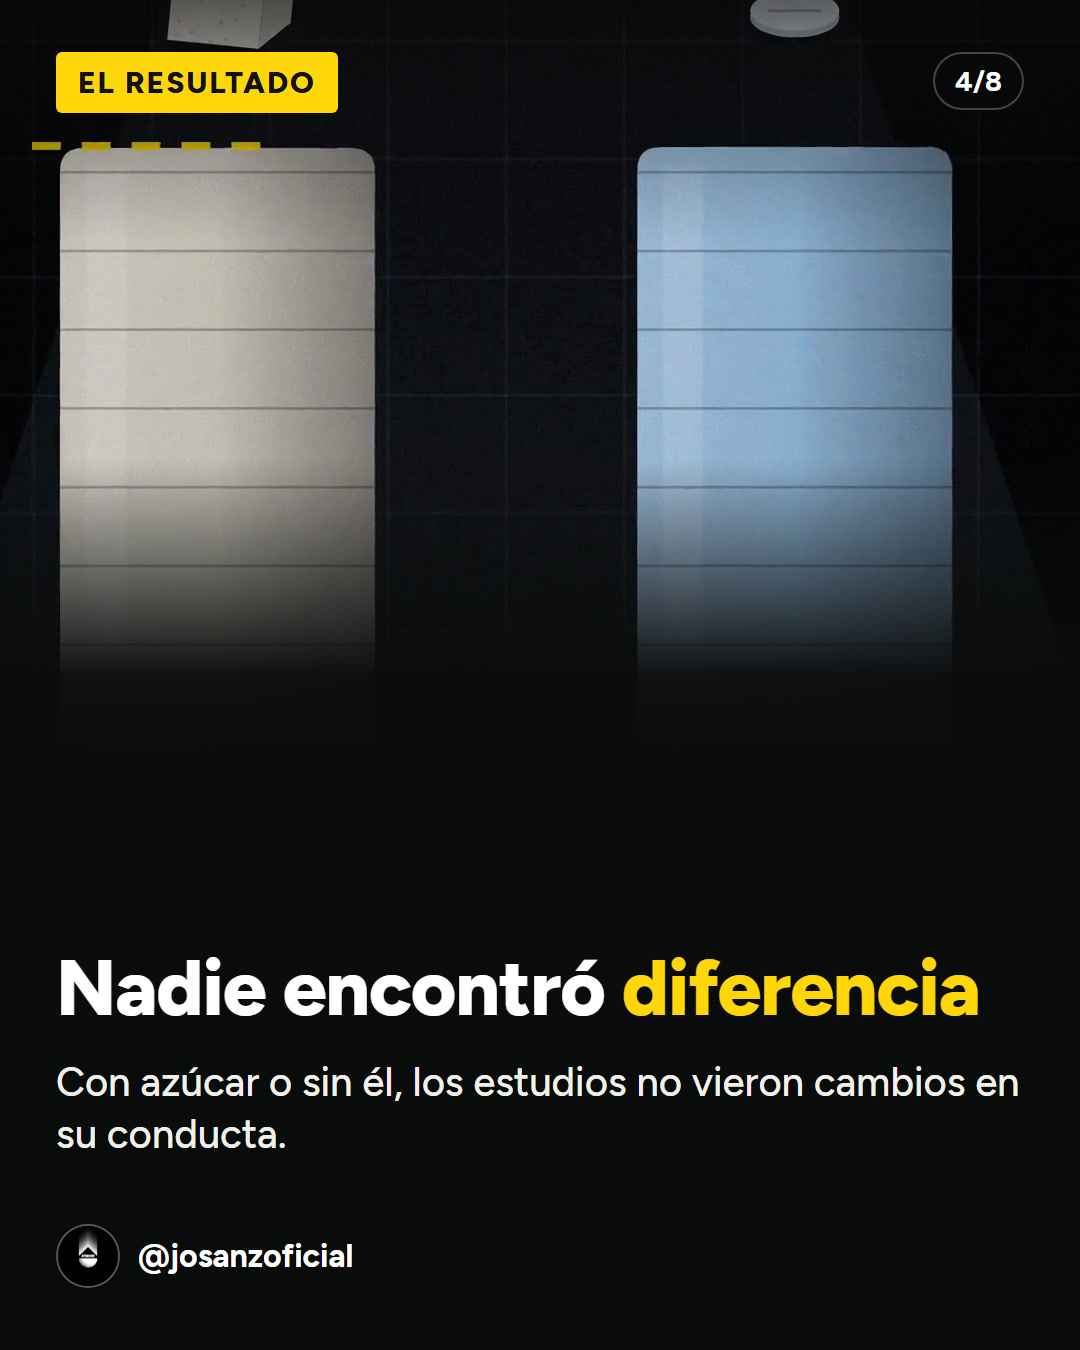 EL RESULTADO
4/8
Nadie encontró diferencia
Con azúcar o sin él, los estudios no vieron cambios en
su conducta.
@josanzoficial